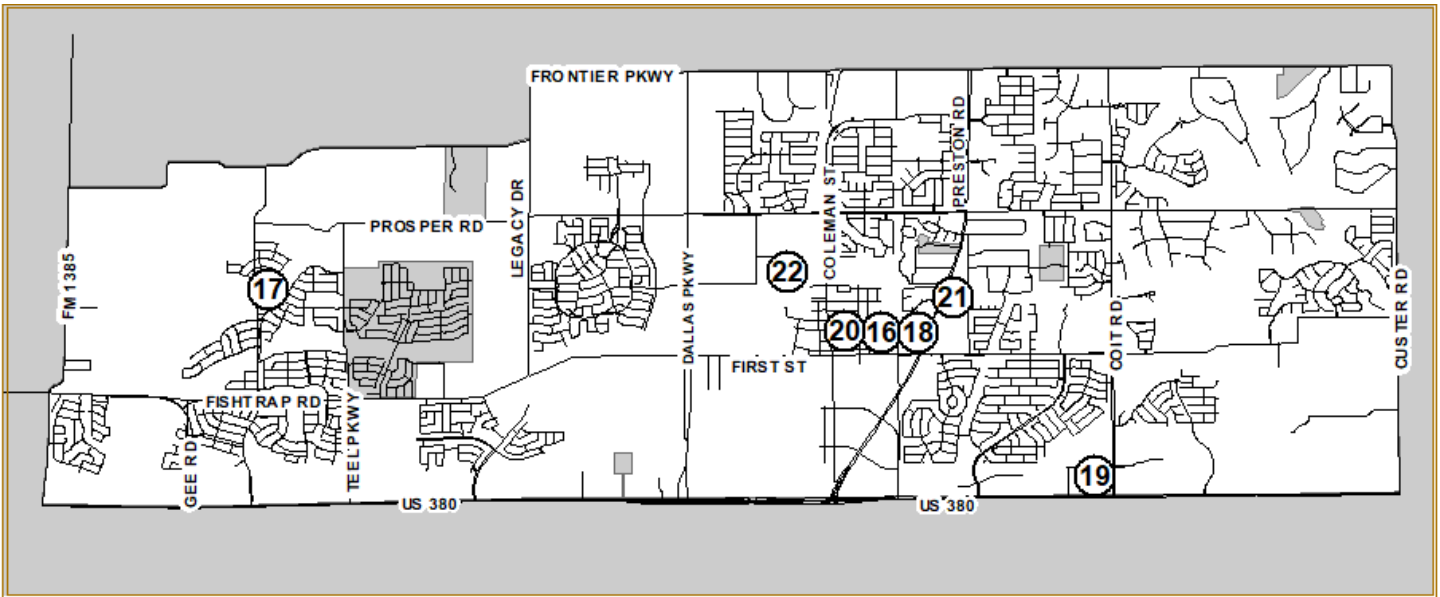 FRONTIER PKWY
PRESTON RD
COLEMAN ST
LEGACY DR
PROSPER RD
FM 1385
17
22
DALLAS PKWY
21
COIT RD
CUSTER RD
20
16
18
FIRST ST
FISHTRAP RD
GEE RD
TEEL PKWY
19
US 380
US 380